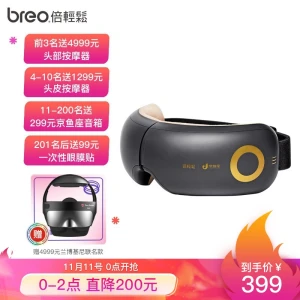 breo倍輕鬆
前3名送4999元
头部按摩器
4-10名送1299元
头皮按摩器
11-200名送
299元京鱼座音箱
201名后送99元
一次性眼膜贴
赠
赠4999元兰博基尼联名款
11月11号 0点开抢
0-2点 直降200元
¥
399